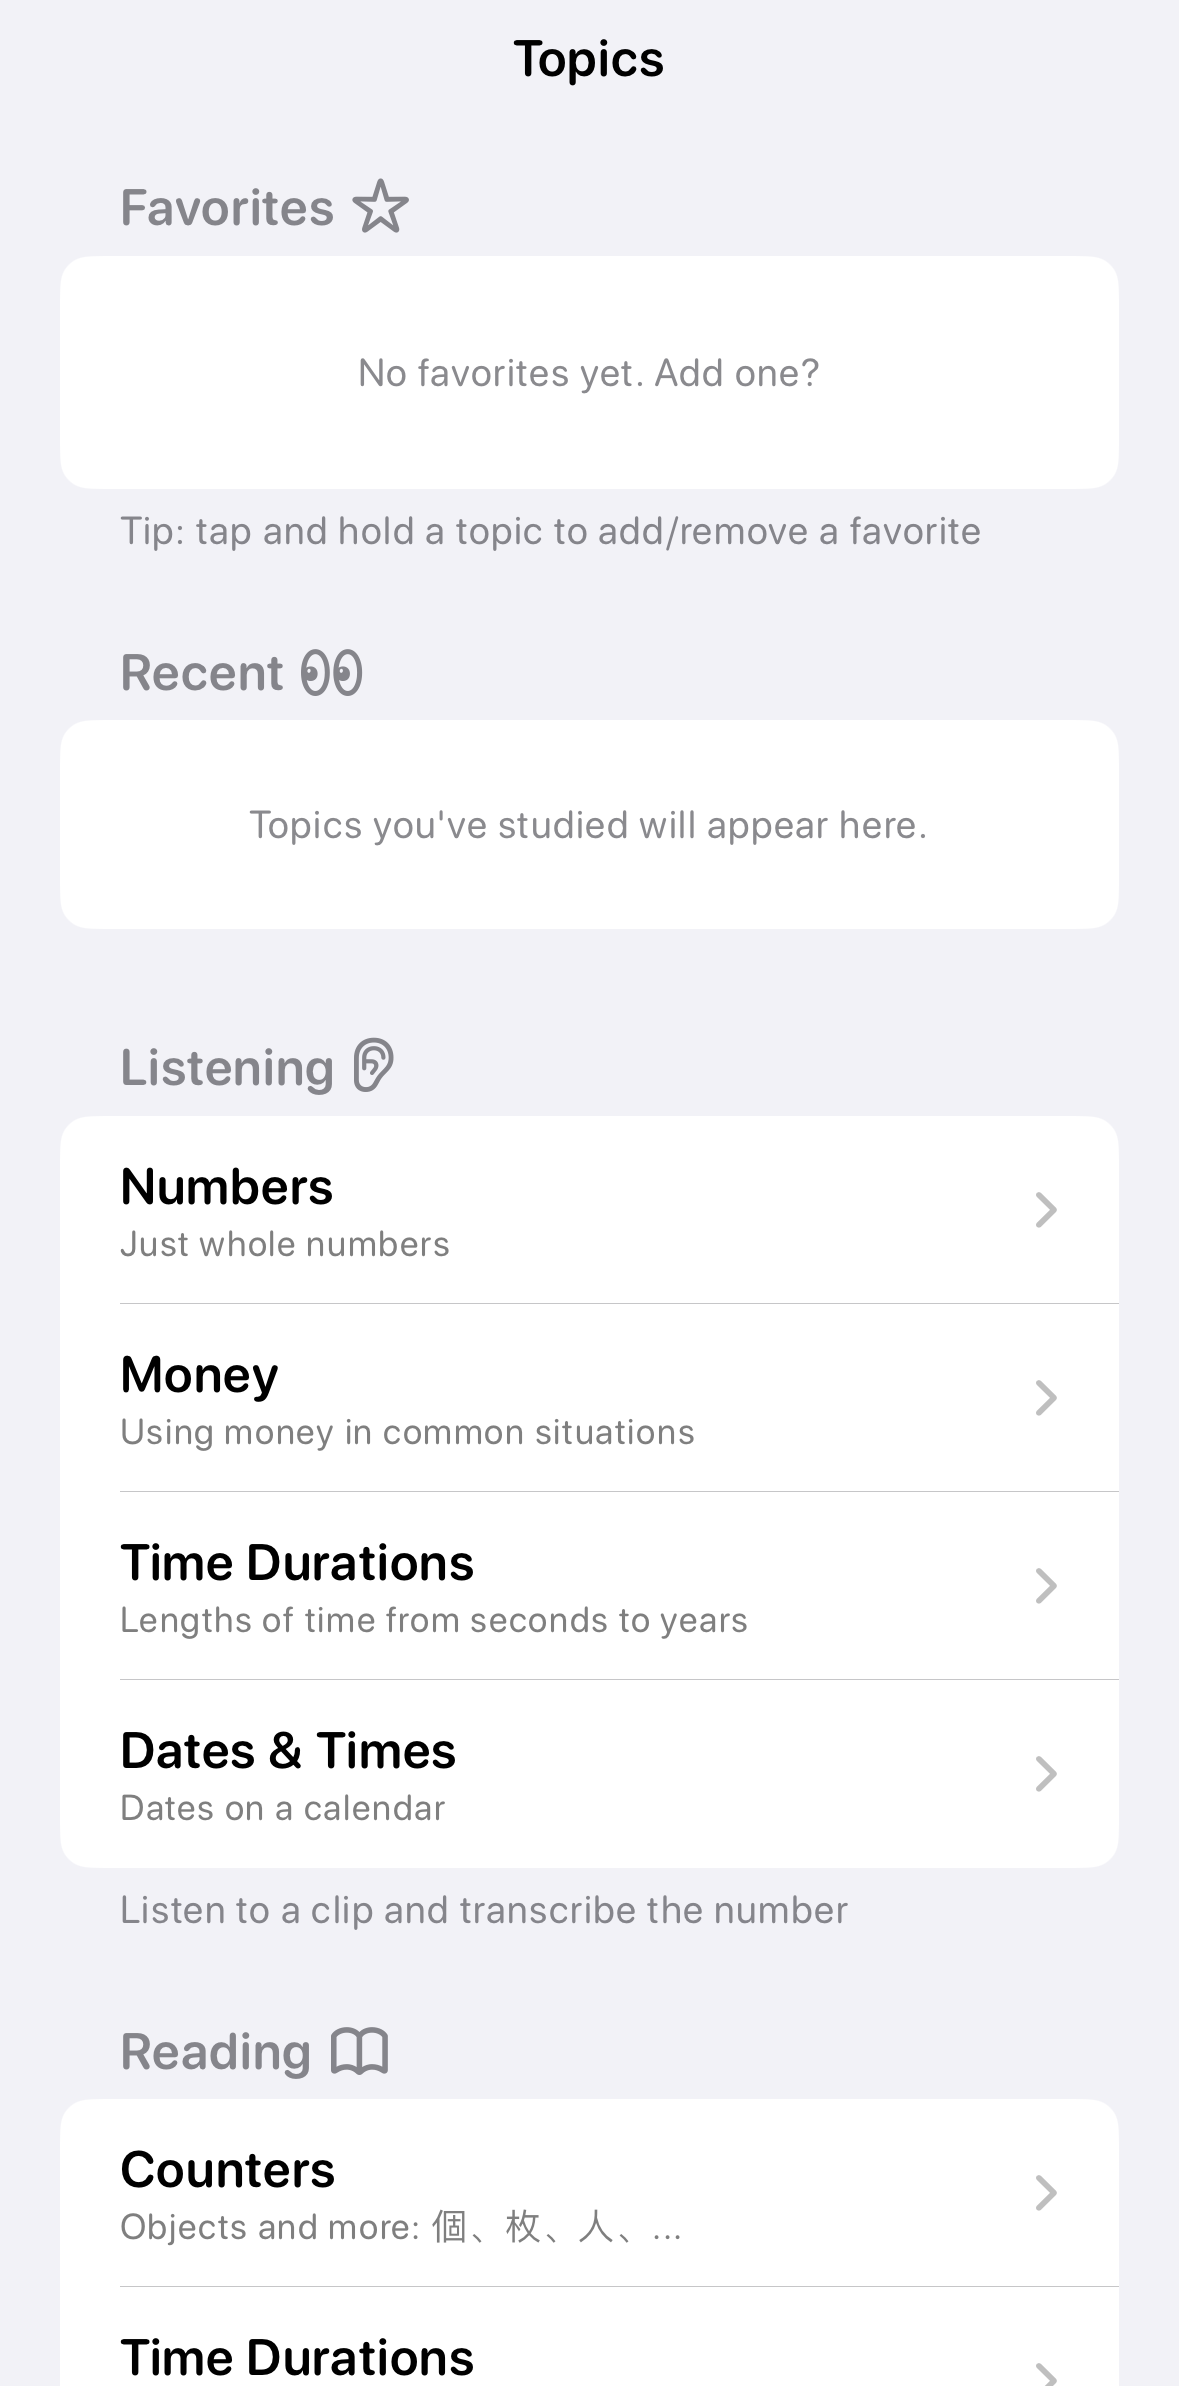 Topics
Favorites
No favorites yet. Add one?
Tip: tap and hold a topic to add/remove a favorite
Recent
Topics you've studied will appear here.
Listening
Numbers
Just whole numbers
Money
Using money in common situations
Time Durations
Lengths of time from seconds to years
Dates & Times
Dates on a calendar
Listen to a clip and transcribe the number
Reading
Counters
Objects and more: 個、枚、人、...
Time Durations